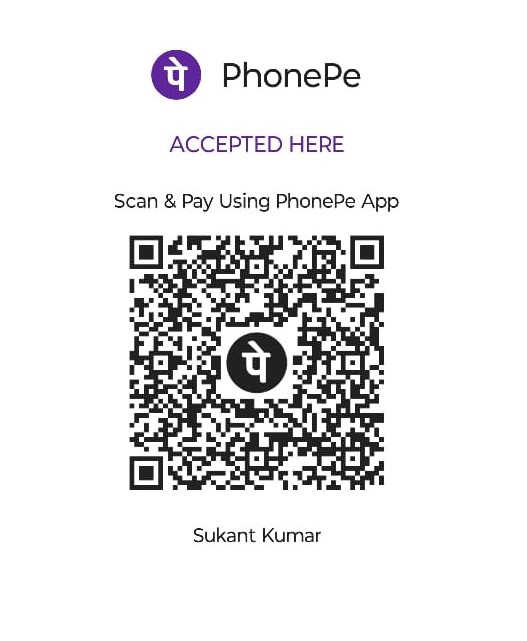 पे PhonePe
ACCEPTED HERE
Scan & Pay Using PhonePe App
पे
Sukant Kumar